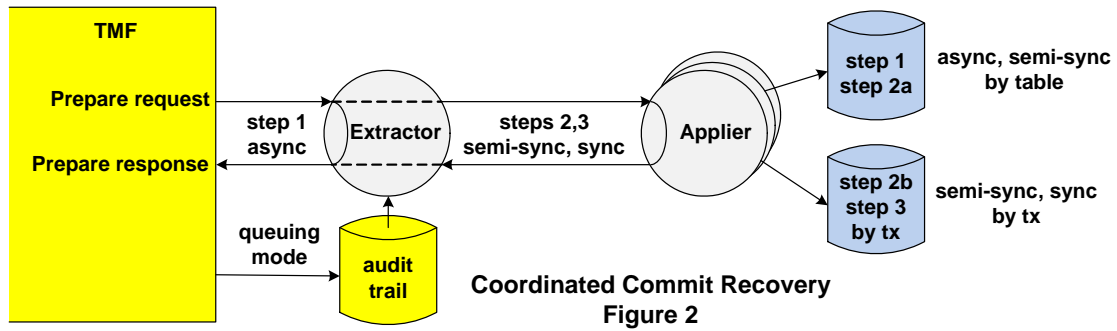 TMF
Prepare request
Prepare response
step 1
async
Extractor
steps 2,3
semi-sync, sync
Applier
step 1
step 2a
async, semi-sync
by table
step 2b
step 3
by tx
semi-sync, sync
by tx
queuing
mode
audit
trail
Coordinated Commit Recovery
Figure 2